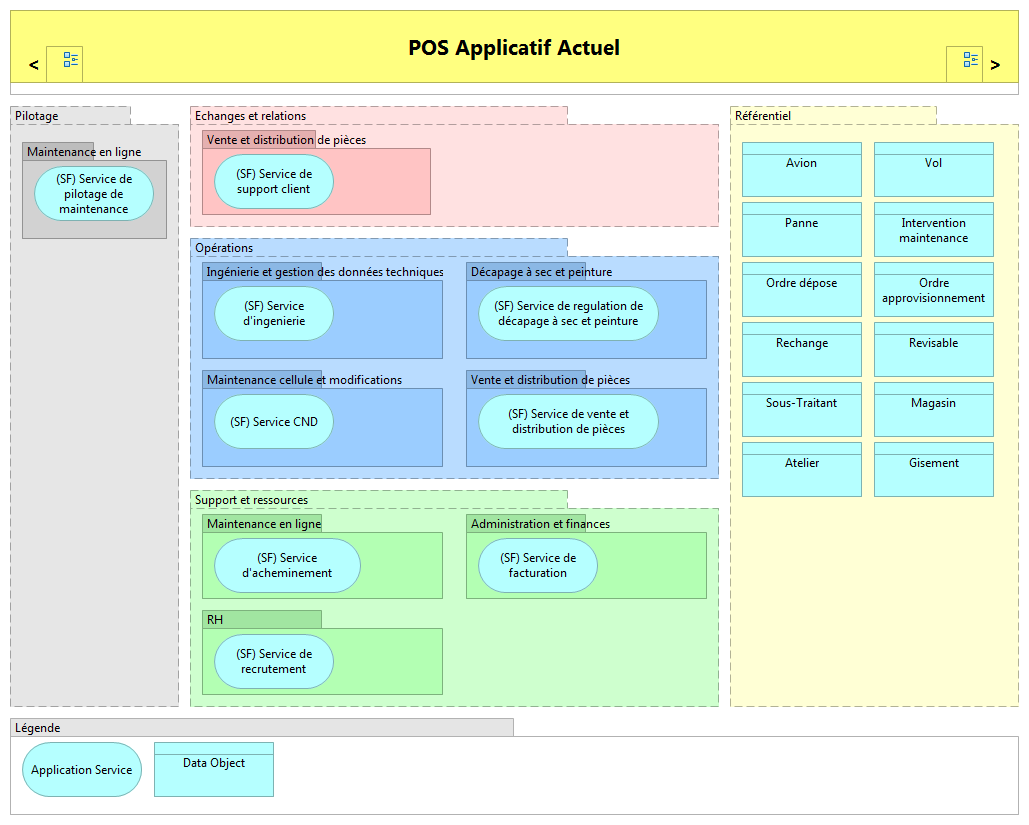 POS Applicatif Actuel
<
>
Pilotage
Maintenance en ligne
(SF) Service de
pilotage de
maintenance
Echanges et relations
Vente et distribution de pièces
(SF) Service de
support client
Opérations
Ingénierie et gestion des données techniques
(SF) Service
d'ingenierie
Décapage à sec et peinture
(SF) Service de regulation de
décapage à sec et peinture
Maintenance cellule et modifications
(SF) Service CND
Vente et distribution de pièces
(SF) Service de vente et
distribution de pièces
Support et ressources
Maintenance en ligne
(SF) Service
d'acheminement
Administration et finances
(SF) Service de
facturation
RH
(SF) Service de
recrutement
Référentiel
Avion
Vol
Panne
Intervention
maintenance
Ordre dépose
Ordre
approvisionnement
Rechange
Revisable
Sous-Traitant
Magasin
Atelier
Gisement
Légende
Application Service
Data Object